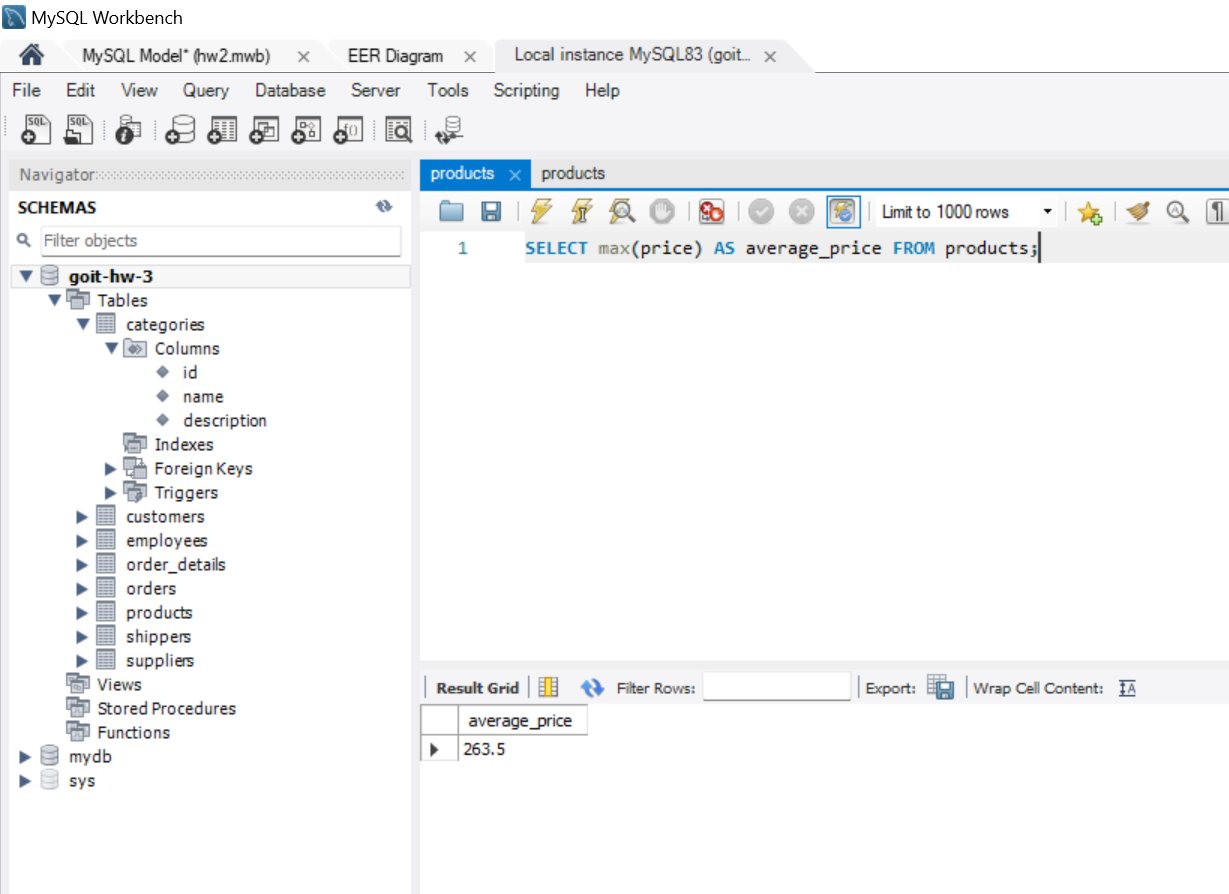 MySQL Workbench
MySQL Model* (hw2.mwb)
EER Diagram
Local instance MySQL83 (goit...
File Edit View Query Database Server Tools Scripting Help
Navigator
SCHEMAS
Filter objects
goit-hw-3
Tables
categories
Columns
id
name
description
Indexes
Foreign Keys
Triggers
customers
employees
order_details
orders
products
shippers
suppliers
Views
Stored Procedures
Functions
mydb
sys
products products
Limit to 1000 rows
1 SELECT max(price) AS average_price FROM products;
Result Grid Filter Rows: Export: Wrap Cell Content:
average_price
263.5